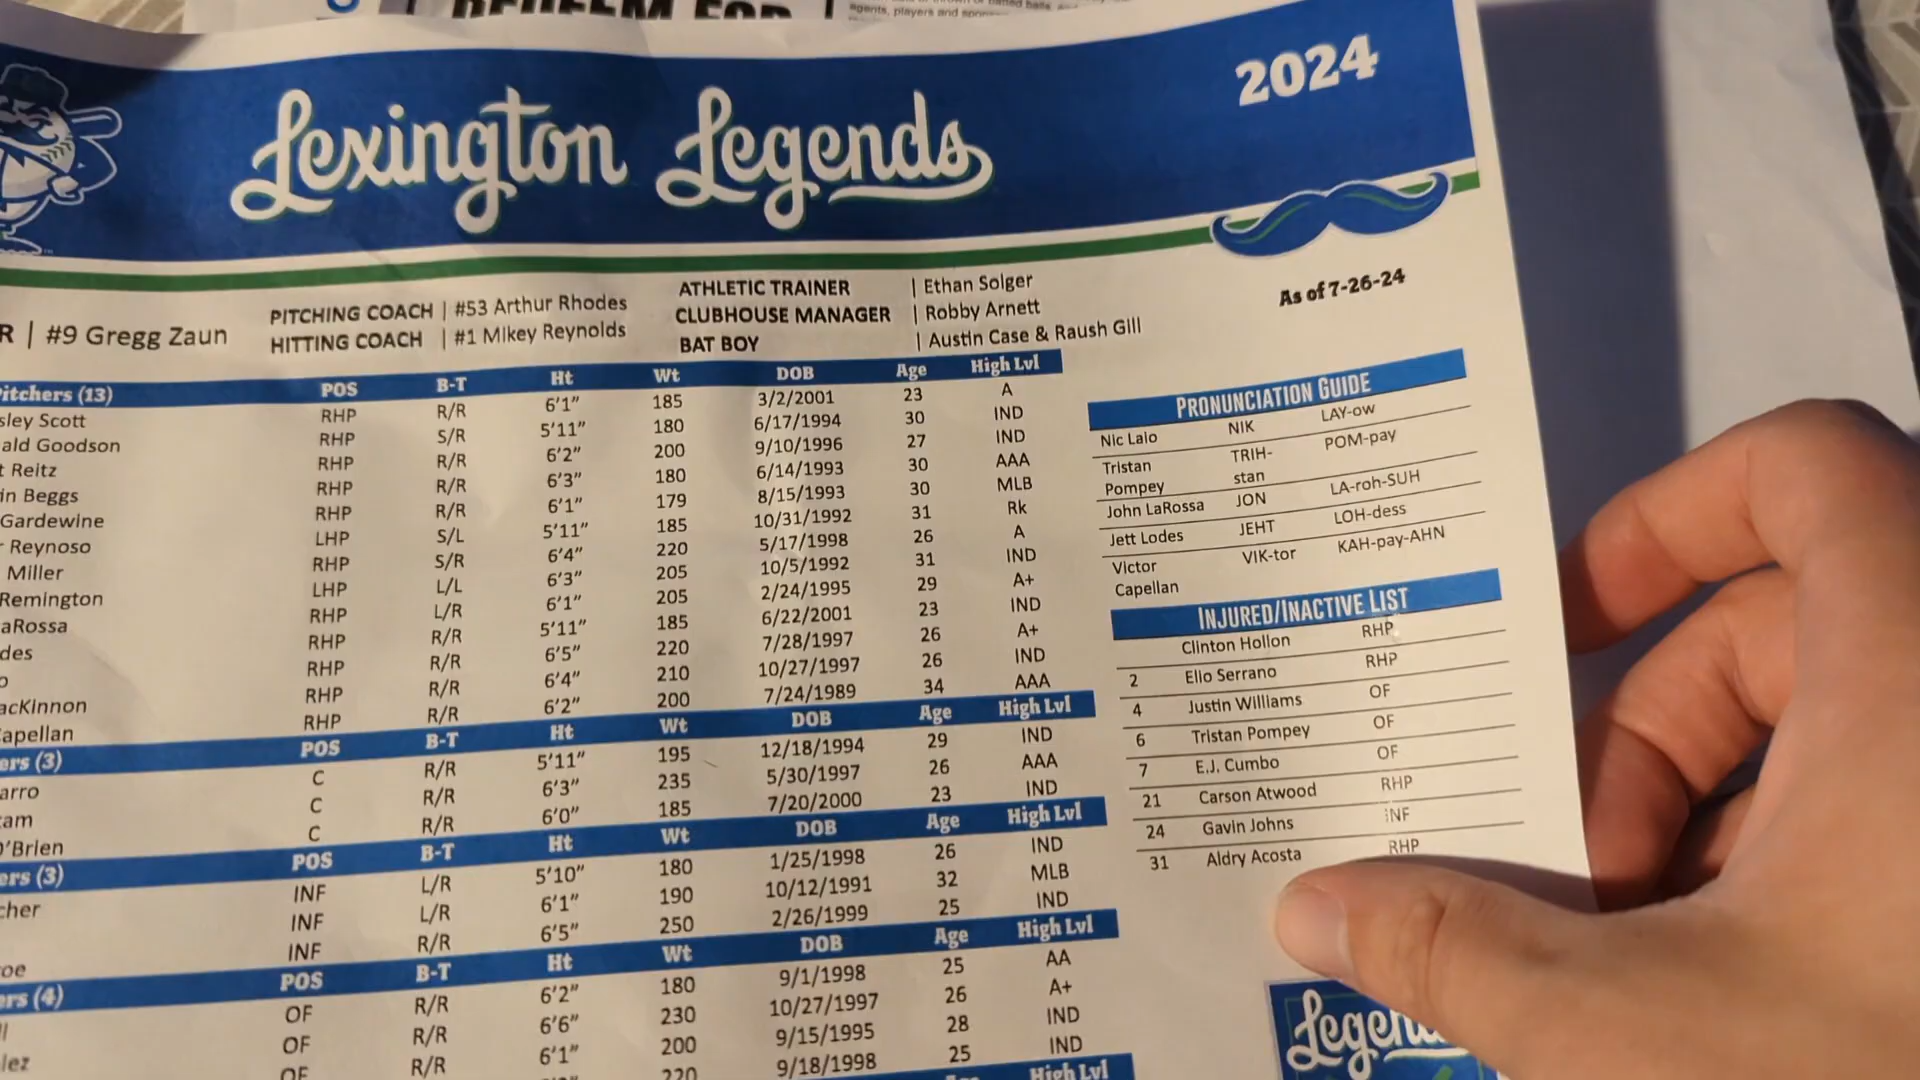 REDEEM FOR
agents, players and
Lexington Legends
2024
As of 7-26-24
R | #9 Gregg Zaun
PITCHING COACH | #53 Arthur Rhodes
HITTING COACH | #1 Mikey Reynolds
ATHLETIC TRAINER | Ethan Solger
CLUBHOUSE MANAGER | Robby Arnett
BAT BOY | Austin Case & Raush Gill
itchers (13) POS B-T Ht Wt DOB Age High Lvl
sley Scott RHP R/R 6'1" 185 3/2/2001 23 A
ald Goodson RHP S/R 5'11" 180 6/17/1994 30 IND
t Reitz RHP R/R 6'2" 200 9/10/1996 27 IND
in Beggs RHP R/R 6'3" 180 6/14/1993 30 AAA
Gardewine RHP R/R 6'1" 179 8/15/1993 30 MLB
r Reynoso LHP S/L 5'11" 185 10/31/1992 31 Rk
Miller RHP S/R 6'4" 220 5/17/1998 26 A
Remington LHP L/L 6'3" 205 10/5/1992 31 IND
aRossa RHP L/R 6'1" 205 2/24/1995 29 A+
des RHP R/R 5'11" 185 6/22/2001 23 IND
o RHP R/R 6'5" 220 7/28/1997 26 A+
acKinnon RHP R/R 6'4" 210 10/27/1997 26 IND
apellan RHP R/R 6'2" 200 7/24/1989 34 AAA
ers (3) POS B-T Ht Wt DOB Age High Lvl
arro C R/R 5'11" 195 12/18/1994 29 IND
am C R/R 6'3" 235 5/30/1997 26 AAA
O'Brien C R/R 6'0" 185 7/20/2000 23 IND
ers (3) POS B-T Ht Wt DOB Age High Lvl
cher INF L/R 5'10" 180 1/25/1998 26 IND
INF L/R 6'1" 190 10/12/1991 32 MLB
oe INF R/R 6'5" 250 2/26/1999 25 IND
ers (4) POS B-T Ht Wt DOB Age High Lvl
ll OF R/R 6'2" 180 9/1/1998 25 AA
lez OF R/R 6'6" 230 10/27/1997 26 A+
OF R/R 6'1" 200 9/15/1995 28 IND
220 9/18/1998 25 IND
High Lvl
PRONUNCIATION GUIDE
Nic Laio NIK LAY-ow
Tristan Pompey TRIH-stan POM-pay
John LaRossa JON LA-roh-SUH
Jett Lodes JEHT LOH-dess
Victor Capellan VIK-tor KAH-pay-AHN
INJURED/INACTIVE LIST
Clinton Hollon RHP
2 Elio Serrano RHP
4 Justin Williams OF
6 Tristan Pompey OF
7 E.J. Cumbo OF
21 Carson Atwood RHP
24 Gavin Johns INF
31 Aldry Acosta RHP
Legen